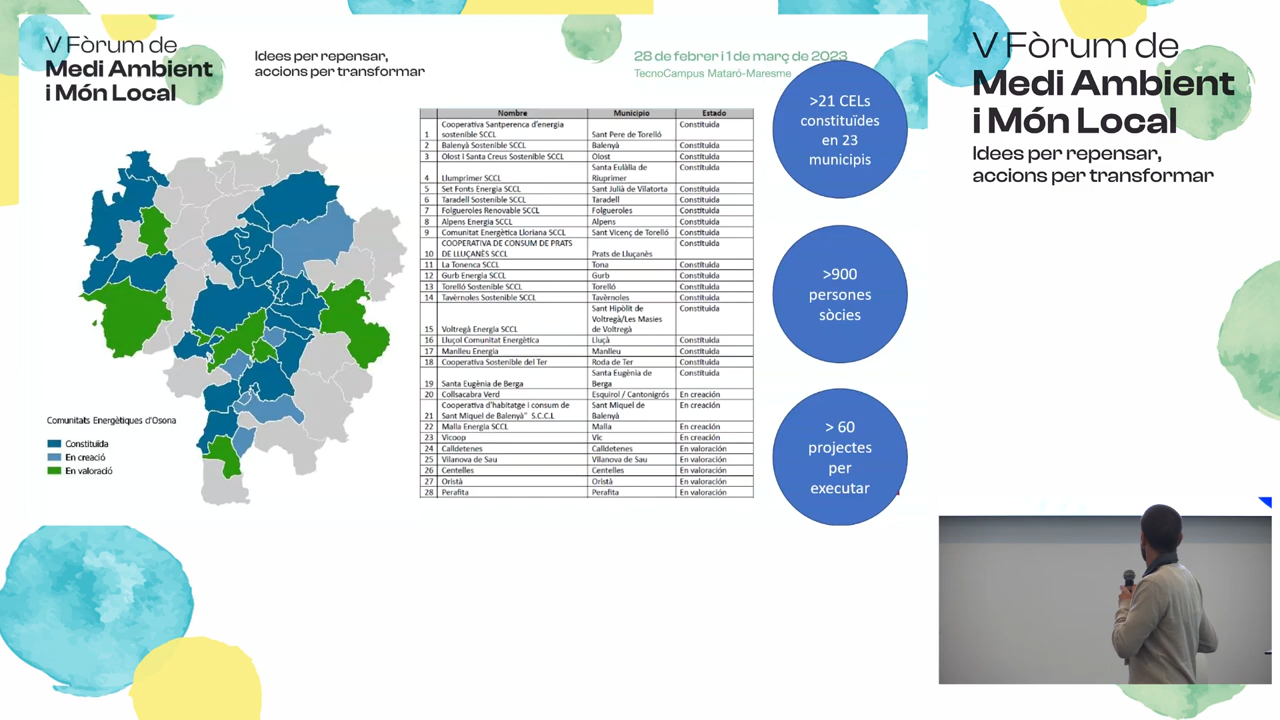 V Fòrum de
Medi Ambient
i Món Local
Idees per repensar,
accions per transformar
28 de febrer i 1 de març de 2023
TecnoCampus Mataró-Maresme
Comunitats Energètiques d'Osona
Constituïda
En creació
En valoració
Nombre Municipio Estado
1 Cooperativa Santperenca d'energia sostenible SCCL Sant Pere de Torelló Constituida
2 Balenyà Sostenible SCCL Balenyà Constituida
3 Olost i Santa Creus Sostenible SCCL Olost Constituida
4 Llumprimer SCCL Santa Eulàlia de Riuprimer Constituida
5 Set Fonts Energia SCCL Sant Julià de Vilatorta Constituida
6 Taradell Sostenible SCCL Taradell Constituida
7 Folgueroles Renovable SCCL Folgueroles Constituida
8 Alpens Energia SCCL Alpens Constituida
9 Comunitat Energètica Lloriana SCCL Sant Vicenç de Torelló Constituida
10 COOPERATIVA DE CONSUM DE PRATS DE LLUÇANÈS SCCL Prats de Lluçanès Constituida
11 La Tonenca SCCL Tona Constituida
12 Gurb Energia SCCL Gurb Constituida
13 Torelló Sostenible SCCL Torelló Constituida
14 Tavèrnoles Sostenible SCCL Tavèrnoles Constituida
15 Voltregà Energia SCCL Sant Hipòlit de Voltregà/Les Masies de Voltregà Constituida
16 Lluçol Comunitat Energètica Lluçà Constituida
17 Manlleu Energia Manlleu Constituida
18 Cooperativa Sostenible del Ter Roda de Ter Constituida
19 Santa Eugènia de Berga Santa Eugènia de Berga Constituida
20 Collsacabra Verd Esquirol / Cantonigrós En creación
21 Cooperativa d'habitatge i consum de Sant Miquel de Balenyà" S.C.C.L Sant Miquel de Balenyà En creación
22 Malla Energia SCCL Malla En creación
23 Vicoop Vic En creación
24 Calldetenes Calldetenes En valoración
25 Vilanova de Sau Vilanova de Sau En valoración
26 Centelles Centelles En valoración
27 Oristà Oristà En valoración
28 Perafita Perafita En valoración
>21 CELs
constituïdes
en 23
municipis
>900
persones
sòcies
> 60
projectes
per
executar
V Fòrum de
Medi Ambient
i Món Local
Idees per repensar,
accions per transformar